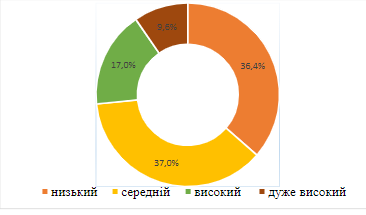 9,6%
36,4%
17,0%
37,0%
низький середній високий дуже високий